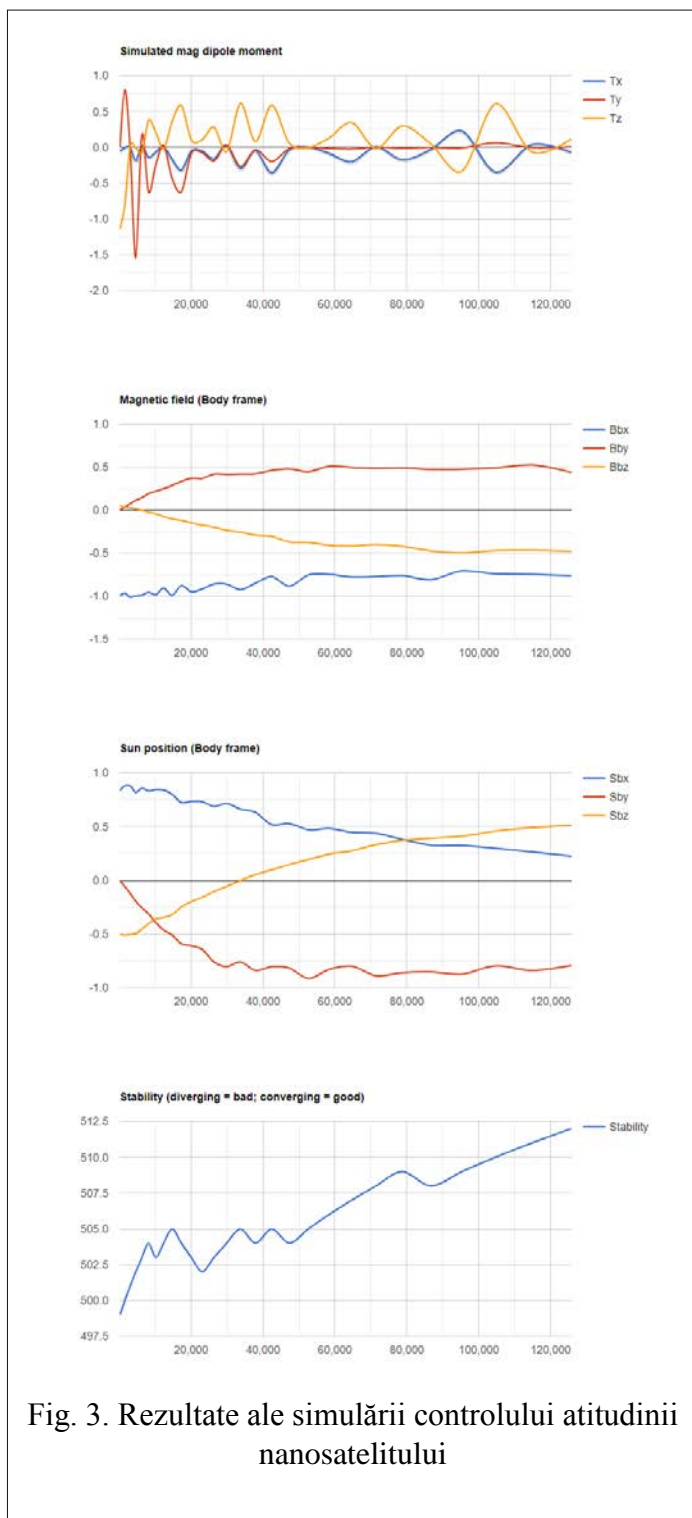 Simulated mag dipole moment
1.0
0.5
0.0
-0.5
-1.0
-1.5
-2.0
20,000 40,000 60,000 80,000 100,000 120,000
Tx
Ty
Tz
Magnetic field (Body frame)
1.0
0.5
0.0
-0.5
-1.0
-1.5
20,000 40,000 60,000 80,000 100,000 120,000
Bbx
Bby
Bbz
Sun position (Body frame)
1.0
0.5
0.0
-0.5
-1.0
20,000 40,000 60,000 80,000 100,000 120,000
Sbx
Sby
Sbz
Stability (diverging = bad; converging = good)
512.5
510.0
507.5
505.0
502.5
500.0
497.5
20,000 40,000 60,000 80,000 100,000 120,000
Stability
Fig. 3. Rezultate ale simulării controlului atitudinii
nanosatelitului